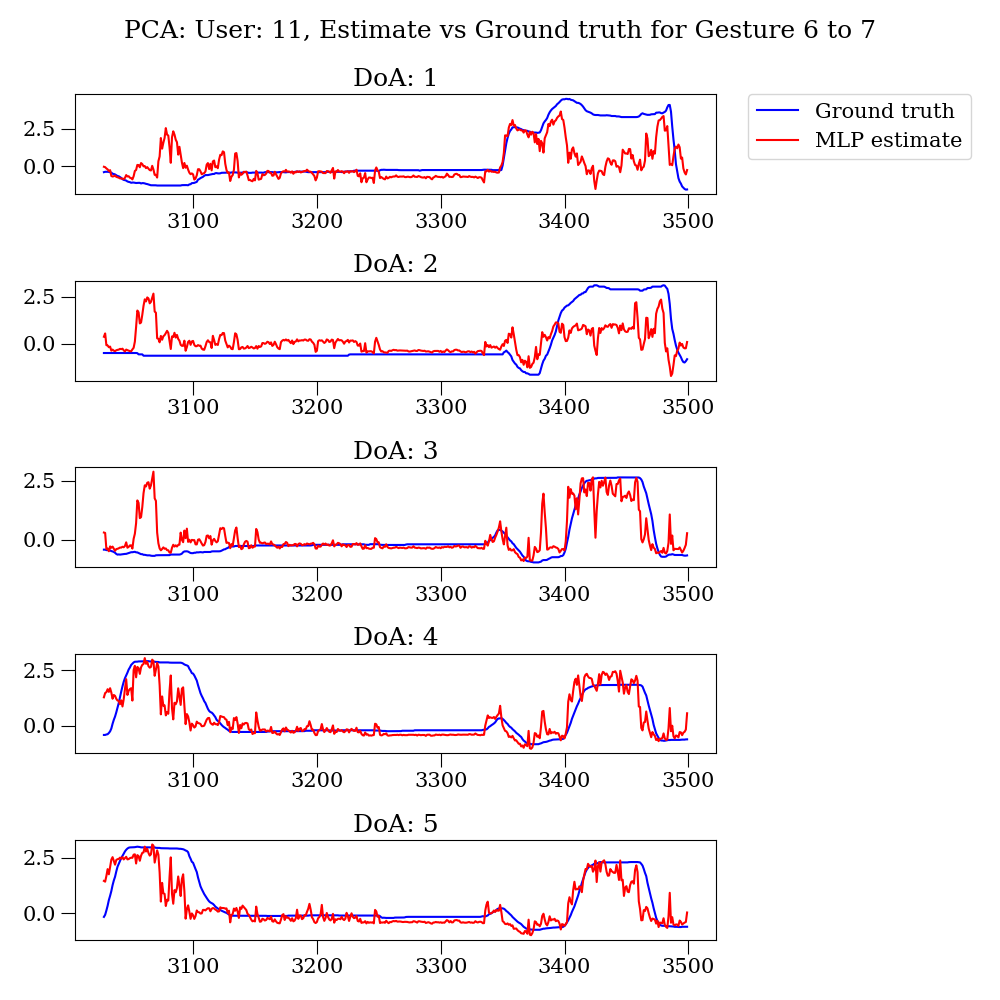 PCA: User: 11, Estimate vs Ground truth for Gesture 6 to 7
DoA: 1
Ground truth
MLP estimate
2.5
0.0
3100 3200 3300 3400 3500
DoA: 2
2.5
0.0
3100 3200 3300 3400 3500
DoA: 3
2.5
0.0
3100 3200 3300 3400 3500
DoA: 4
2.5
0.0
3100 3200 3300 3400 3500
DoA: 5
2.5
0.0
3100 3200 3300 3400 3500